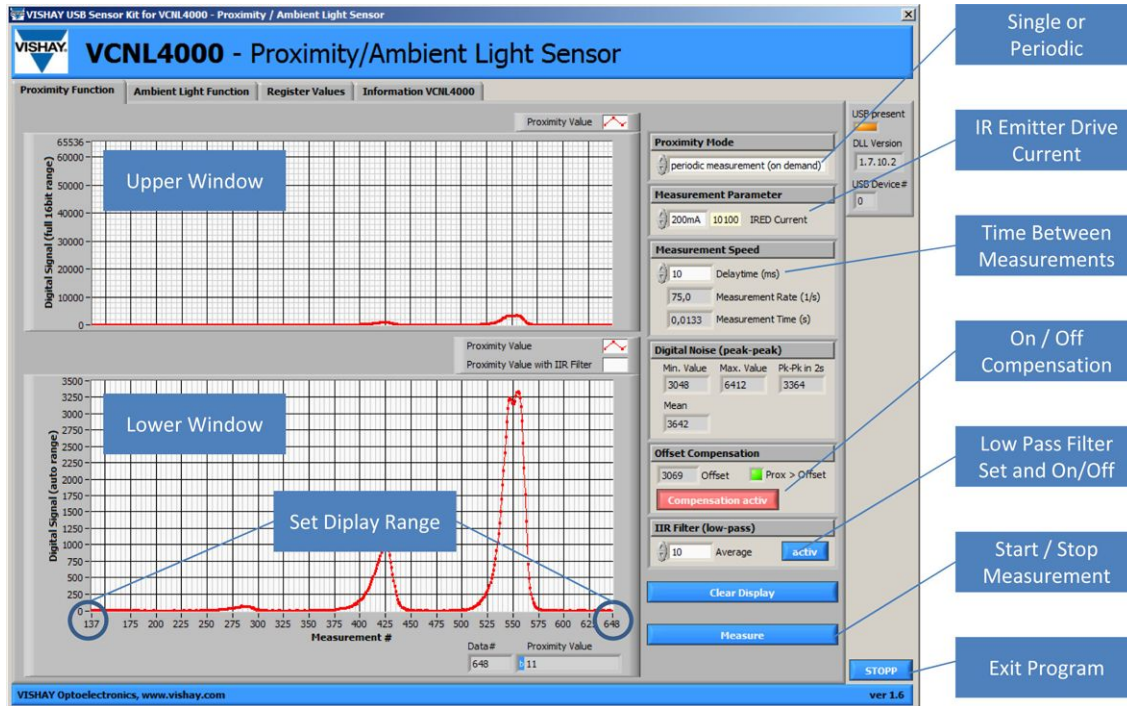 VISHAY USB Sensor Kit for VCNL4000 - Proximity / Ambient Light Sensor
VISHAY.
VCNL4000 - Proximity/Ambient Light Sensor
Proximity Function
Ambient Light Function
Register Values
Information VCNL4000
Proximity Value
Digital Signal (full 16bit range)
65536
60000
50000
40000
30000
20000
10000
0
Upper Window
Proximity Value
Proximity Value with IIR Filter
Digital Signal (auto range)
3500
3250
3000
2750
2500
2250
2000
1750
1500
1250
1000
750
500
250
0
Lower Window
Set Diplay Range
137 175 200 225 250 275 300 325 350 375 400 425 450 475 500 525 550 575 600 62 648
Measurement #
Data#
648
Proximity Value
11
Proximity Mode
periodic measurement (on demand)
Measurement Parameter
200mA 10100 IRED Current
Measurement Speed
10 Delaytime (ms)
75,0 Measurement Rate (1/s)
0,0133 Measurement Time (s)
Digital Noise (peak-peak)
Min. Value Max. Value Pk-Pk in 2s
3048 6412 3364
Mean
3642
Offset Compensation
3069 Offset Prox > Offset
Compensation activ
IIR Filter (low-pass)
10 Average activ
Clear Display
Measure
USB present
DLL Version
1.7.10.2
USB Device#
0
STOPP
VISHAY Optoelectronics, www.vishay.com
ver 1.6
Single or
Periodic
IR Emitter Drive
Current
Time Between
Measurements
On / Off
Compensation
Low Pass Filter
Set and On/Off
Start / Stop
Measurement
Exit Program